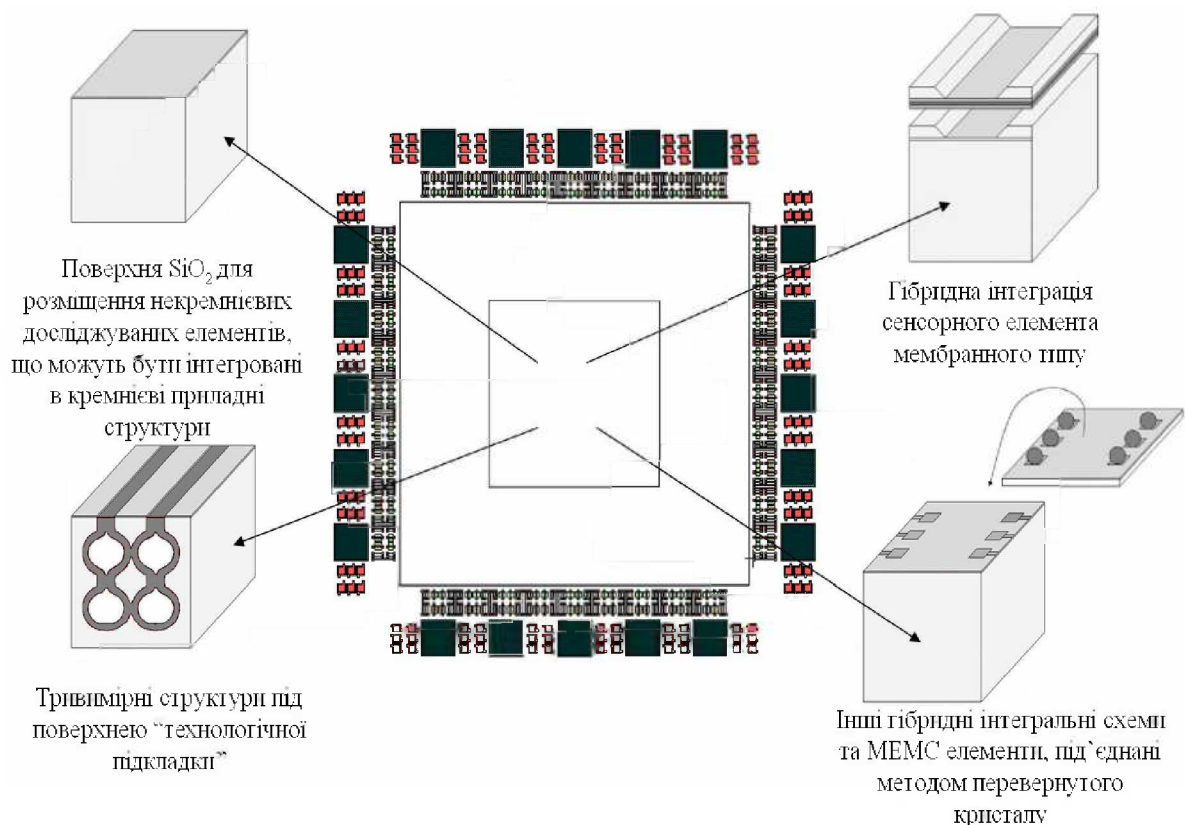 Поверхня SiO₂ для
розміщення некремнієвих
досліджуваних елементів,
що можуть бути інтегровані
в кремнієві приладні
структури
Гібридна інтеграція
сенсорного елемента
мембранного типу
Тривимірні структури під
поверхнею “технологічної
підкладки”
Інші гібридні інтегральні схеми
та МЕМС елементи, під`єднані
методом перевернутого
кристалу